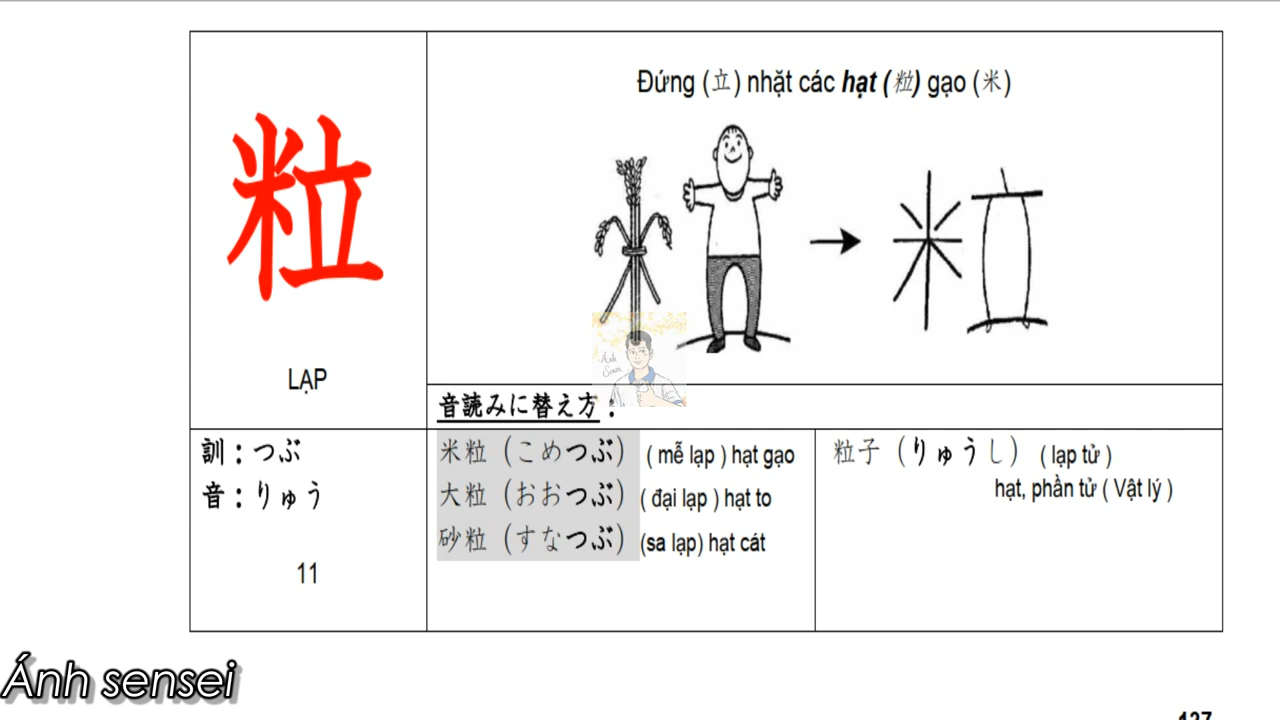 粒
LẠP
Đứng (立) nhặt các hạt (粒) gạo (米)
Ánh
Sensei
音読みに替え方：
訓：つぶ
音：りゅう
11
米粒（こめつぶ） ( mễ lạp ) hạt gạo
大粒（おおつぶ） ( đại lạp ) hạt to
砂粒（すなつぶ） (sa lạp) hạt cát
粒子（りゅうし） ( lạp tử )
hạt, phần tử ( Vật lý )
Ánh sensei
137